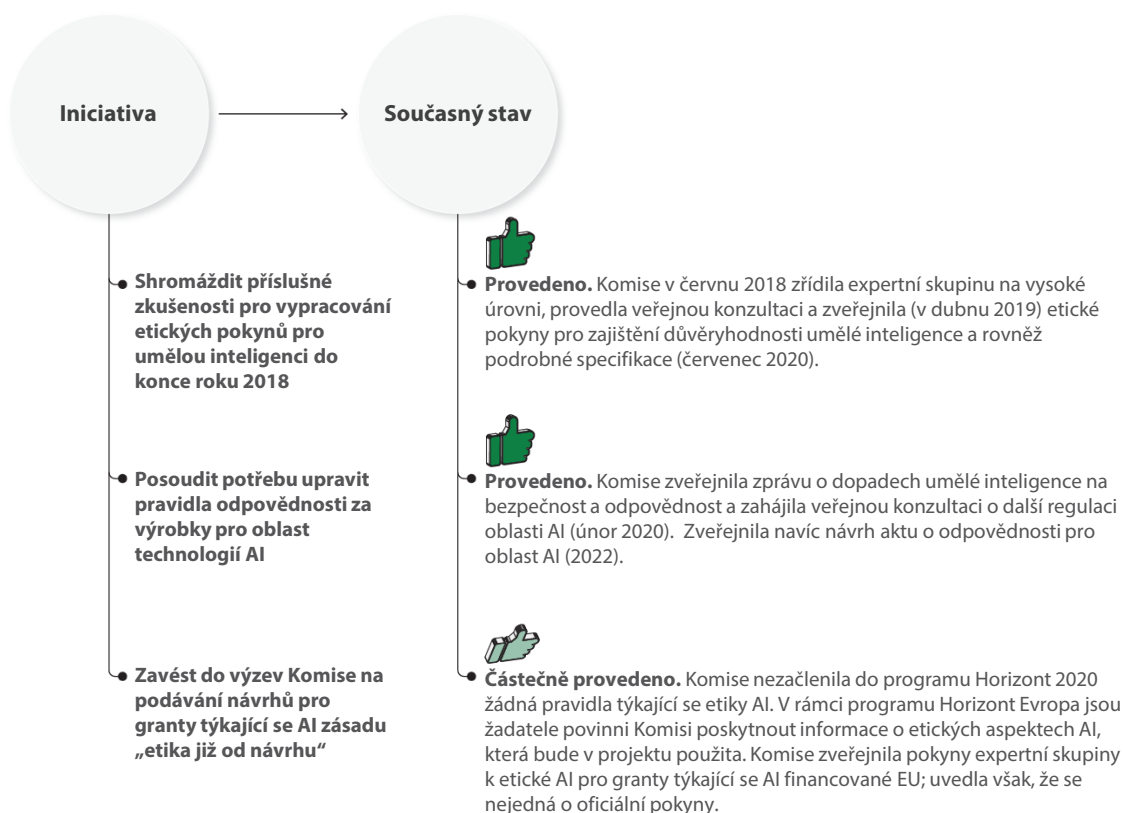 Iniciativa
Současný stav
Shromáždit příslušné
zkušenosti pro vypracování
etických pokynů pro
umělou inteligenci do
konce roku 2018
Provedeno. Komise v červnu 2018 zřídila expertní skupinu na vysoké
úrovni, provedla veřejnou konzultaci a zveřejnila (v dubnu 2019) etické
pokyny pro zajištění důvěryhodnosti umělé inteligence a rovněž
podrobné specifikace (červenec 2020).
Posoudit potřebu upravit
pravidla odpovědnosti za
výrobky pro oblast
technologií AI
Provedeno. Komise zveřejnila zprávu o dopadech umělé inteligence na
bezpečnost a odpovědnost a zahájila veřejnou konzultaci o další regulaci
oblasti AI (únor 2020). Zveřejnila navíc návrh aktu o odpovědnosti pro
oblast AI (2022).
Zavést do výzev Komise na
podávání návrhů pro
granty týkající se AI zásadu
„etika již od návrhu“
Částečně provedeno. Komise nezačlenila do programu Horizont 2020
žádná pravidla týkající se etiky AI. V rámci programu Horizont Evropa jsou
žadatele povinni Komisi poskytnout informace o etických aspektech AI,
která bude v projektu použita. Komise zveřejnila pokyny expertní skupiny
k etické AI pro granty týkající se AI financované EU; uvedla však, že se
nejedná o oficiální pokyny.